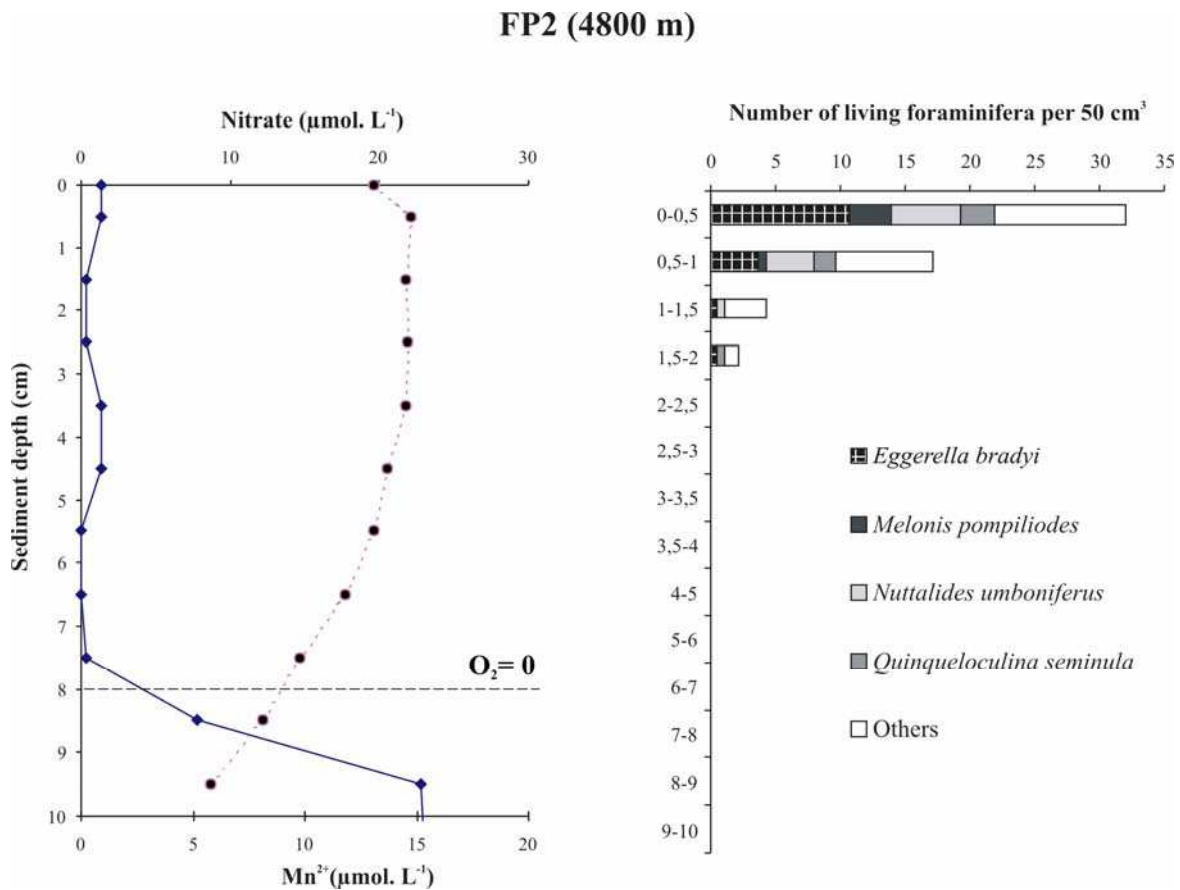 FP2 (4800 m)
Nitrate (µmol. L⁻¹)
0 10 20 30
Sediment depth (cm)
0
1
2
3
4
5
6
7
8
9
10
O₂= 0
0 5 10 15 20
Mn²⁺(µmol. L⁻¹)
Number of living foraminifera per 50 cm³
0 5 10 15 20 25 30 35
0-0,5
0,5-1
1-1,5
1,5-2
2-2,5
2,5-3
3-3,5
3,5-4
4-5
5-6
6-7
7-8
8-9
9-10
Eggerella bradyi
Melonis pompiliodes
Nuttalides umboniferus
Quinqueloculina seminula
Others